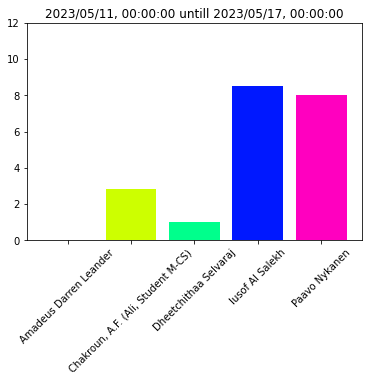 2023/05/11, 00:00:00 untill 2023/05/17, 00:00:00
12
10
8
6
4
2
0
Amadeus Darren Leander
Chakroun, A.F. (Ali, Student M-CS)
Dheetchithaa Selvaraj
Iusof Al Salekh
Paavo Nykanen